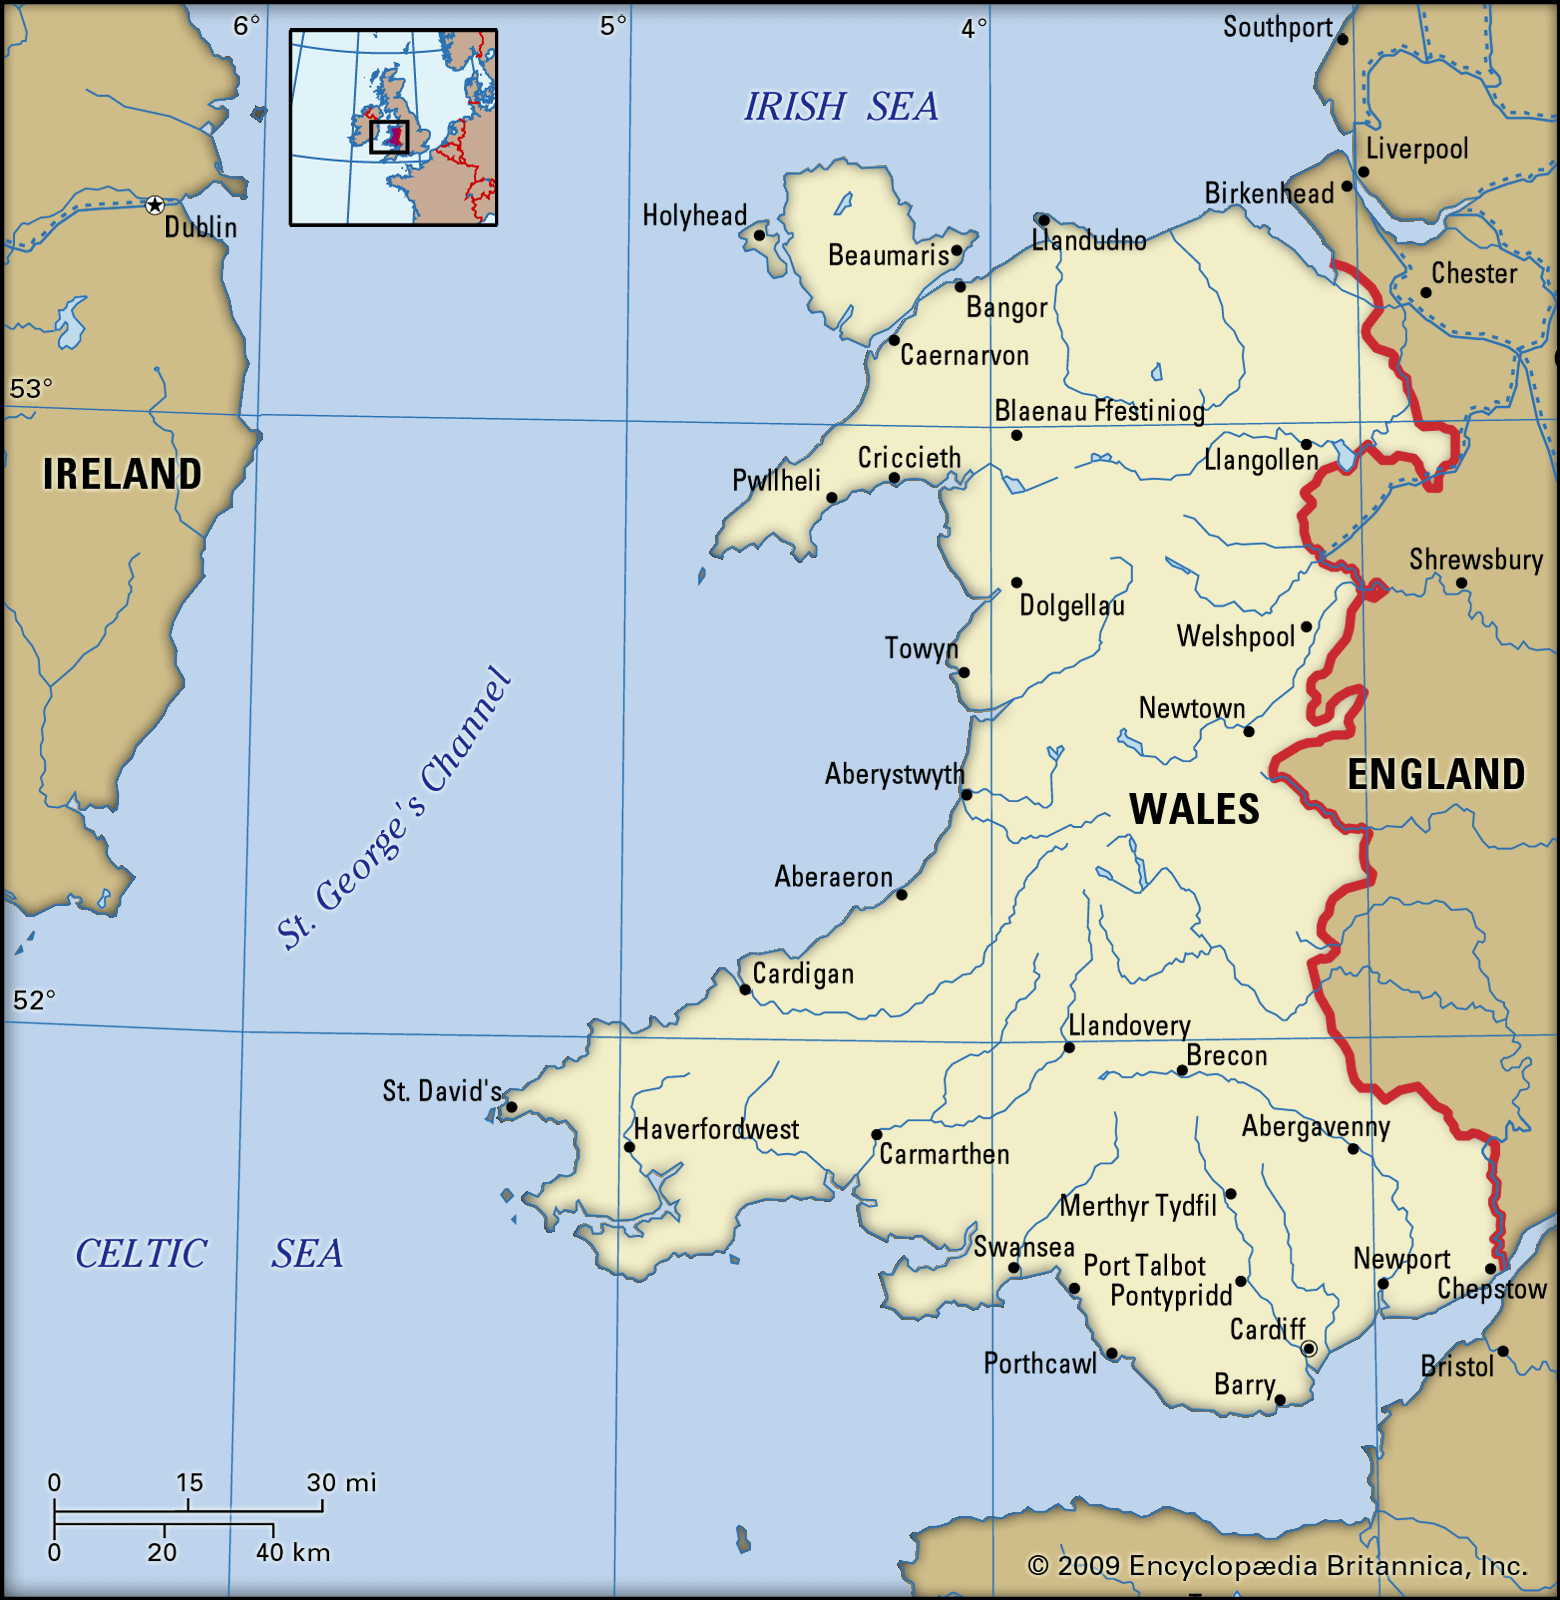 6°
5°
4°
Southport
IRISH SEA
Liverpool
Birkenhead
Holyhead
Dublin
Llandudno
Beaumaris
Chester
Bangor
Caernarvon
53°
Blaenau Ffestiniog
Criccieth
Llangollen
IRELAND
Pwllheli
Shrewsbury
Dolgellau
Welshpool
Towyn
St. George's Channel
Newtown
Aberystwyth
ENGLAND
WALES
Aberaeron
Cardigan
52°
Llandovery
Brecon
St. David's
Haverfordwest
Abergavenny
Carmarthen
Merthyr Tydfil
CELTIC SEA
Swansea
Port Talbot
Newport
Pontypridd
Chepstow
Cardiff
Porthcawl
Bristol
Barry
0 15 30 mi
0 20 40 km
© 2009 Encyclopædia Britannica, Inc.